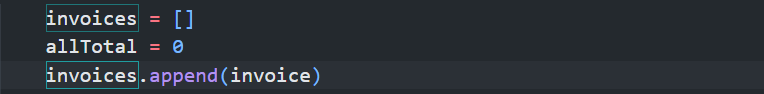 invoices = []
allTotal = 0
invoices.append(invoice)